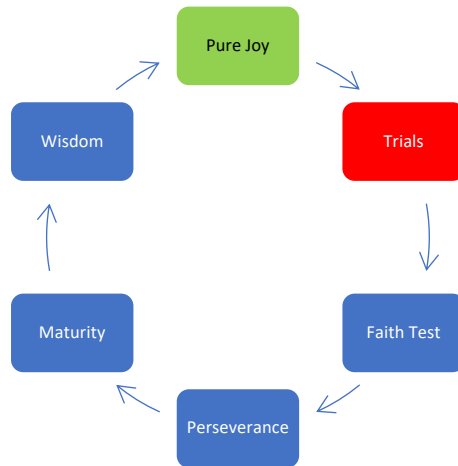 Pure Joy
Trials
Faith Test
Perseverance
Maturity
Wisdom